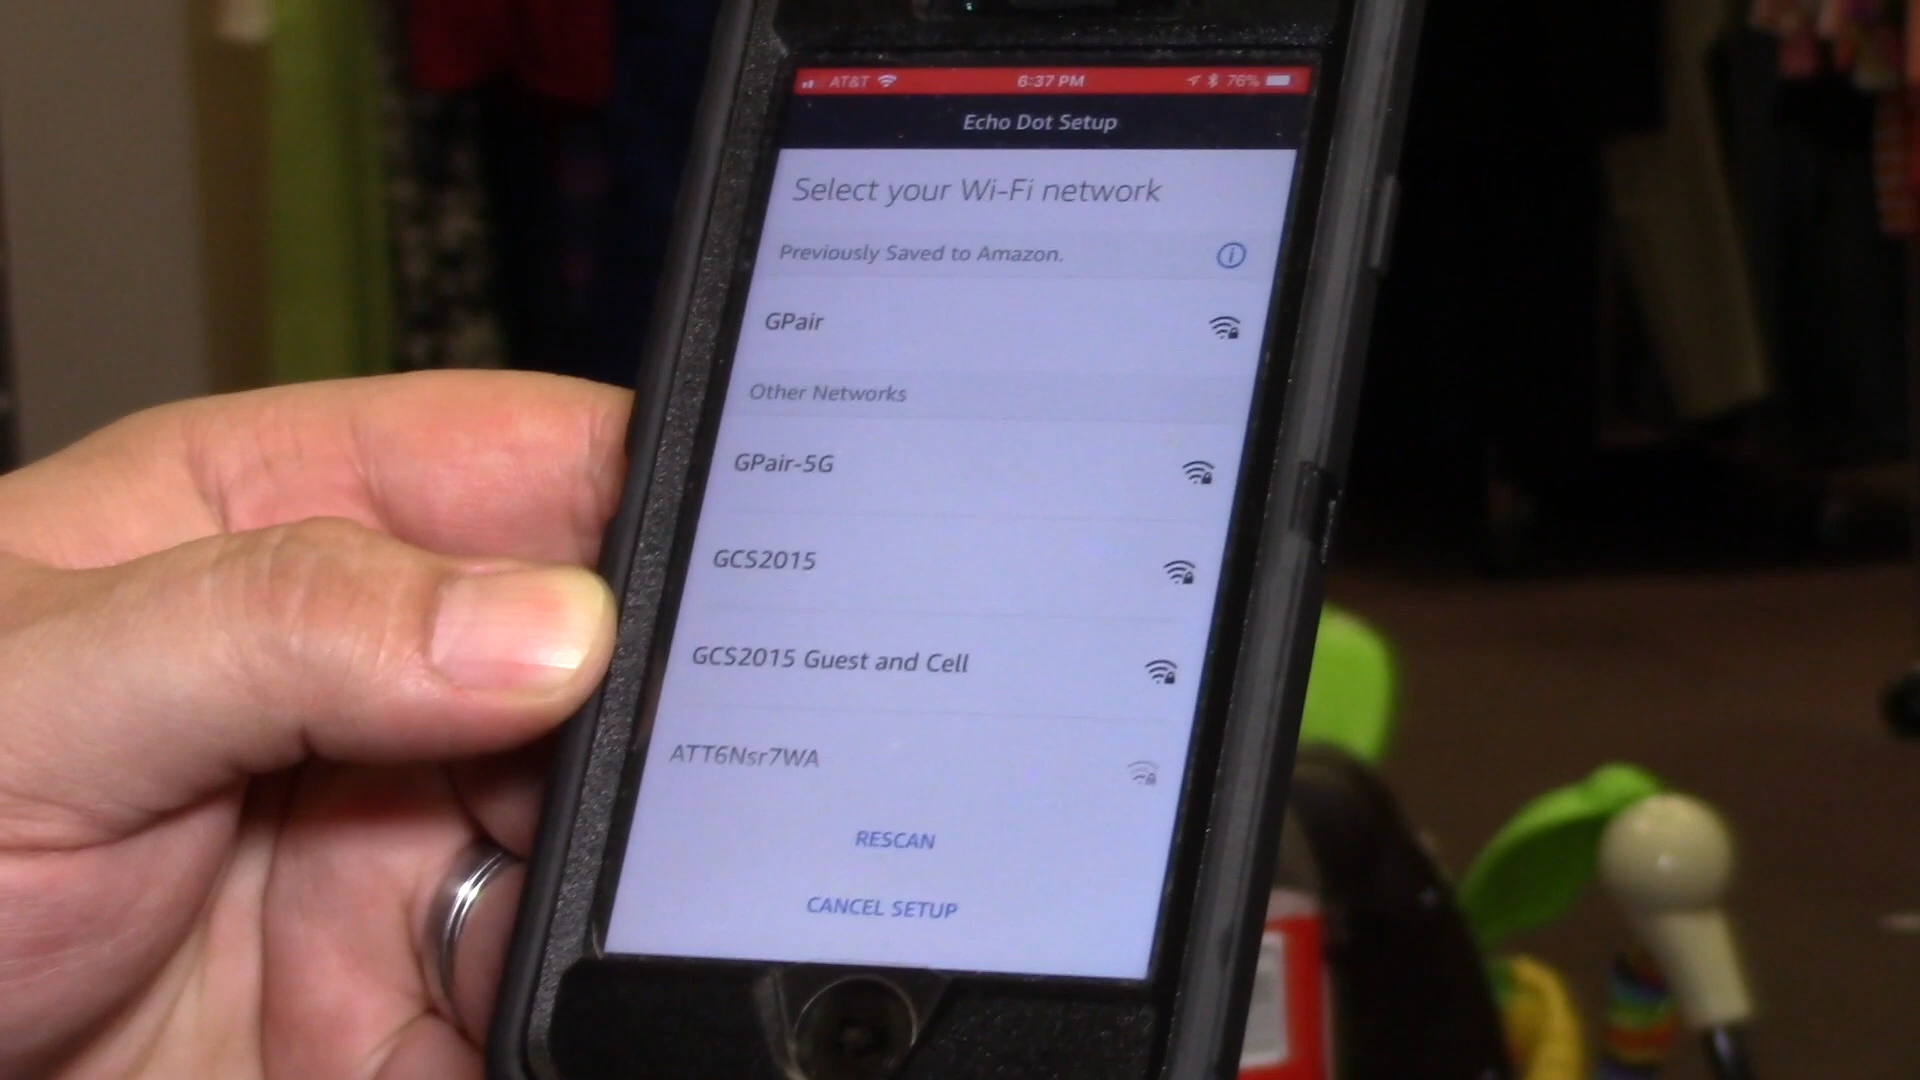 AT&T 6:37 PM 76%
Echo Dot Setup
Select your Wi-Fi network
Previously Saved to Amazon.
GPair
Other Networks
GPair-5G
GCS2015
GCS2015 Guest and Cell
ATT6Nsr7WA
RESCAN
CANCEL SETUP